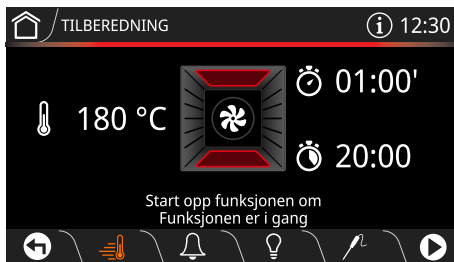 TILBEREDNING
12:30
01:00'
180 °C
20:00
Start opp funksjonen om
Funksjonen er i gang